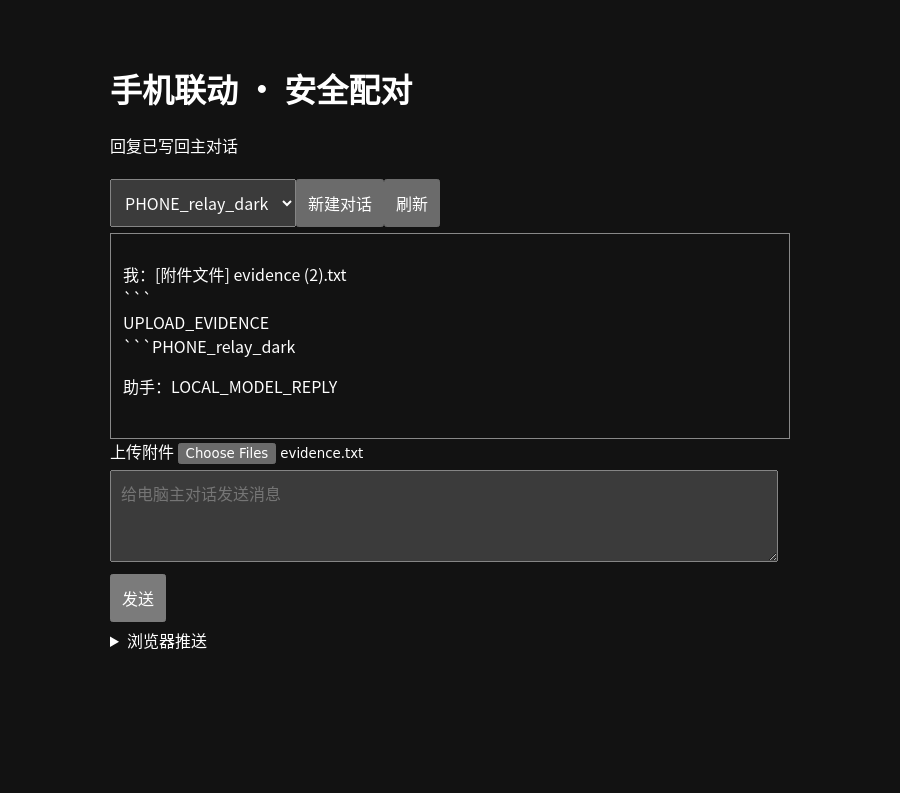 手机联动 · 安全配对
回复已写回主对话
PHONE_relay_dark 新建对话 刷新
我：[附件文件] evidence (2).txt
```
UPLOAD_EVIDENCE
```PHONE_relay_dark
助手：LOCAL_MODEL_REPLY
上传附件 Choose Files evidence.txt
给电脑主对话发送消息
发送
浏览器推送